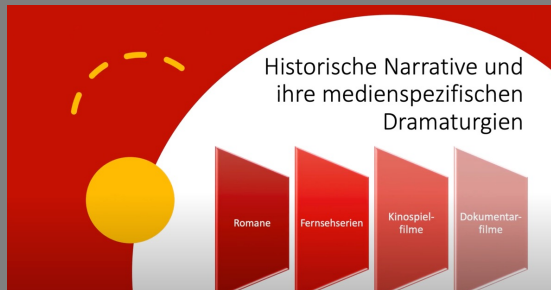 Historische Narrative und
ihre medienspezifischen
Dramaturgien
Romane
Fernsehserien
Kinospiel-
filme
Dokumentar-
filme